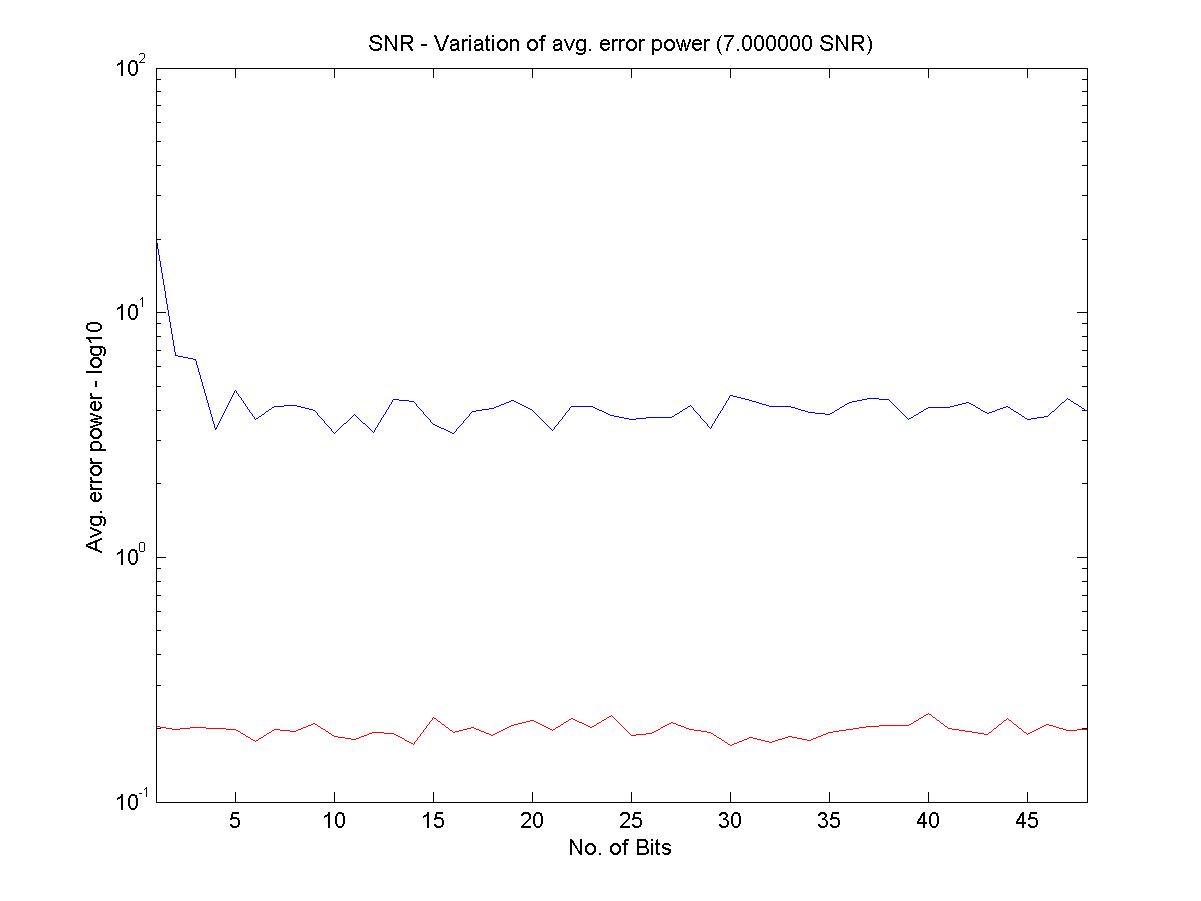 SNR - Variation of avg. error power (7.000000 SNR)
10^2
10^1
10^0
10^-1
Avg. error power - log10
5 10 15 20 25 30 35 40 45
No. of Bits